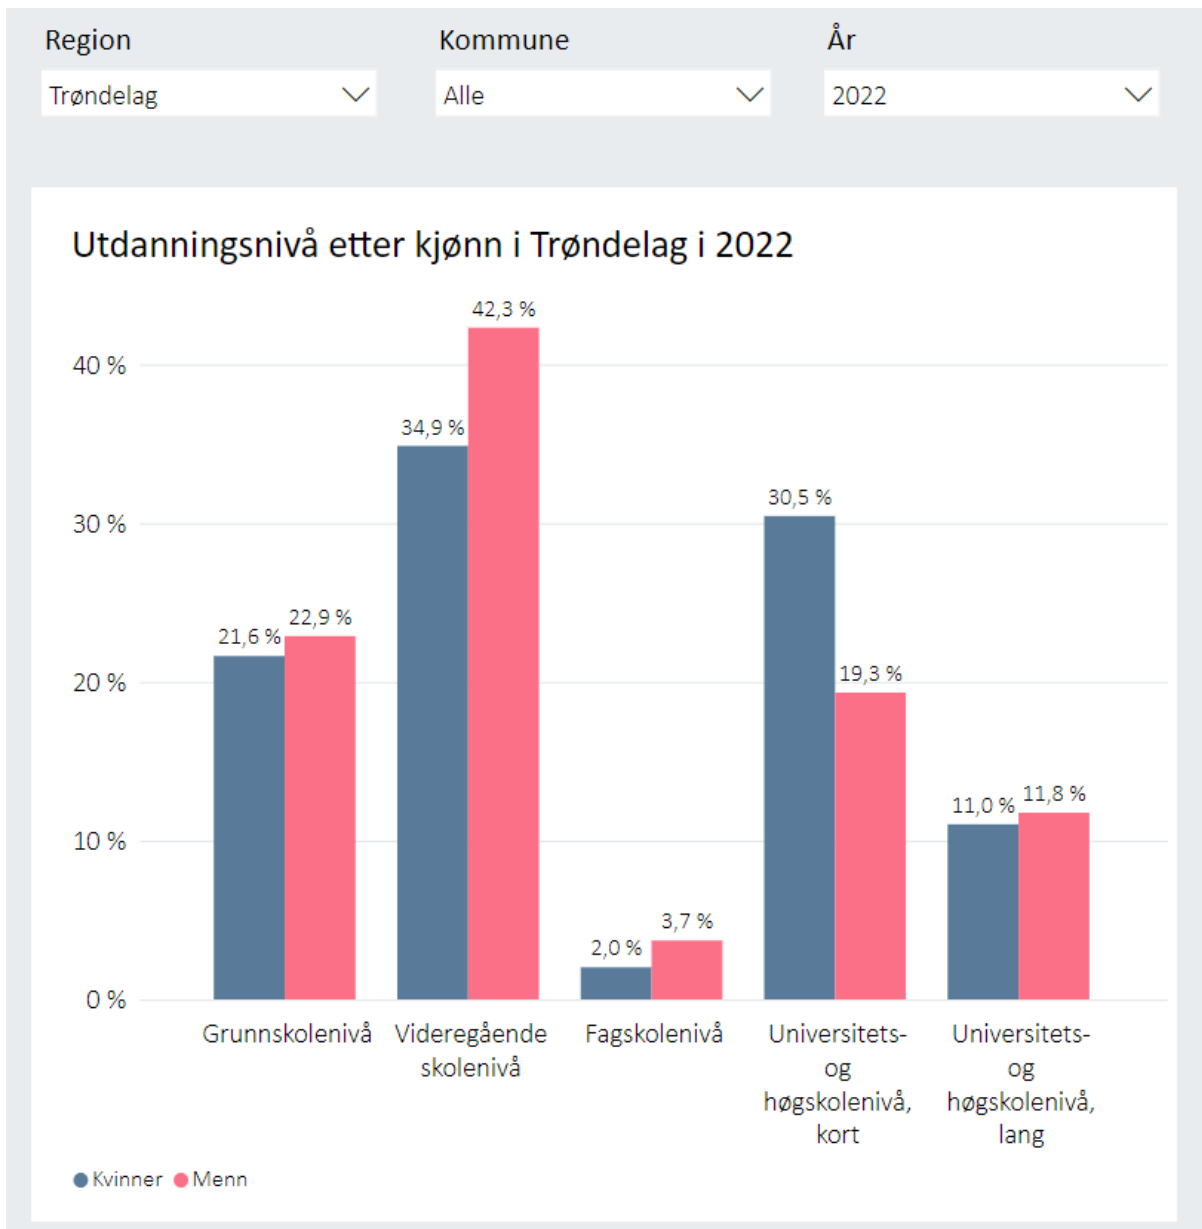 Region Kommune År
Trøndelag Alle 2022
Utdanningsnivå etter kjønn i Trøndelag i 2022
42,3 %
40 %
34,9 %
30,5 %
30 %
22,9 %
21,6 %
20 %
19,3 %
11,8 %
11,0 %
10 %
3,7 %
2,0 %
0 %
Grunnskolenivå Videregående Fagskolenivå Universitets- Universitets-
skolenivå og og
høgskolenivå, høgskolenivå,
kort lang
Kvinner Menn